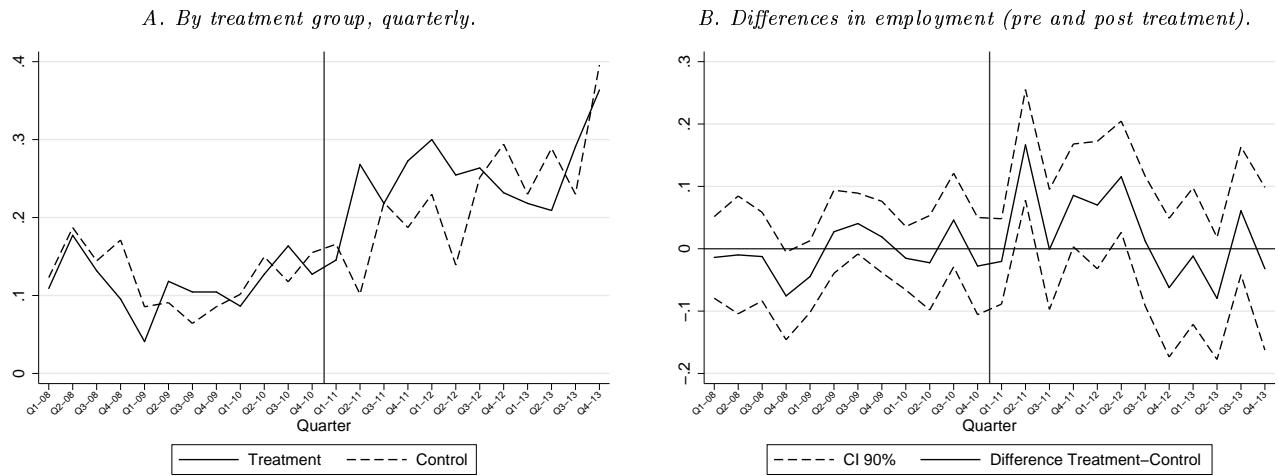 A. By treatment group, quarterly.
.4
.3
.2
.1
0
Q1−08
Q2−08
Q3−08
Q4−08
Q1−09
Q2−09
Q3−09
Q4−09
Q1−10
Q2−10
Q3−10
Q4−10
Q1−11
Q2−11
Q3−11
Q4−11
Q1−12
Q2−12
Q3−12
Q4−12
Q1−13
Q2−13
Q3−13
Q4−13
Quarter
Treatment
Control
B. Differences in employment (pre and post treatment).
.3
.2
.1
0
−.1
−.2
Q1−08
Q2−08
Q3−08
Q4−08
Q1−09
Q2−09
Q3−09
Q4−09
Q1−10
Q2−10
Q3−10
Q4−10
Q1−11
Q2−11
Q3−11
Q4−11
Q1−12
Q2−12
Q3−12
Q4−12
Q1−13
Q2−13
Q3−13
Q4−13
Quarter
CI 90%
Difference Treatment−Control